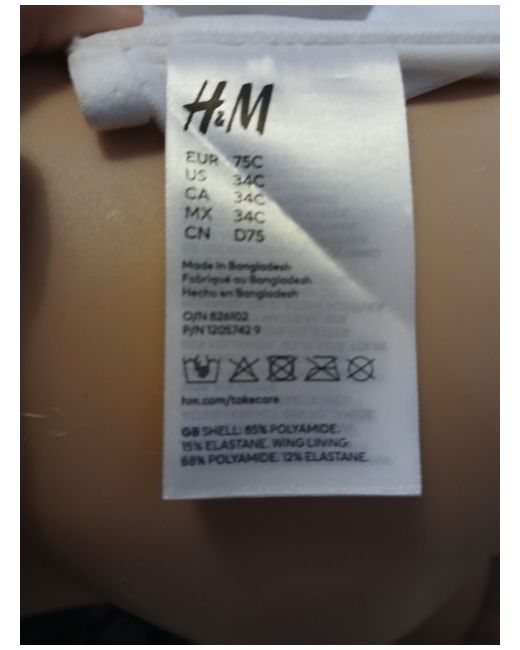 H&M
EUR 75C
US 34C
CA 34C
MX 34C
CN D75
Made in Bangladesh
Fabriqué au Bangladesh
Hecho en Bangladesh
O/N 826102
P/N 1205742 9
hm.com/takecare
GB SHELL: 85% POLYAMIDE.
15% ELASTANE. WING LINING:
88% POLYAMIDE. 12% ELASTANE.